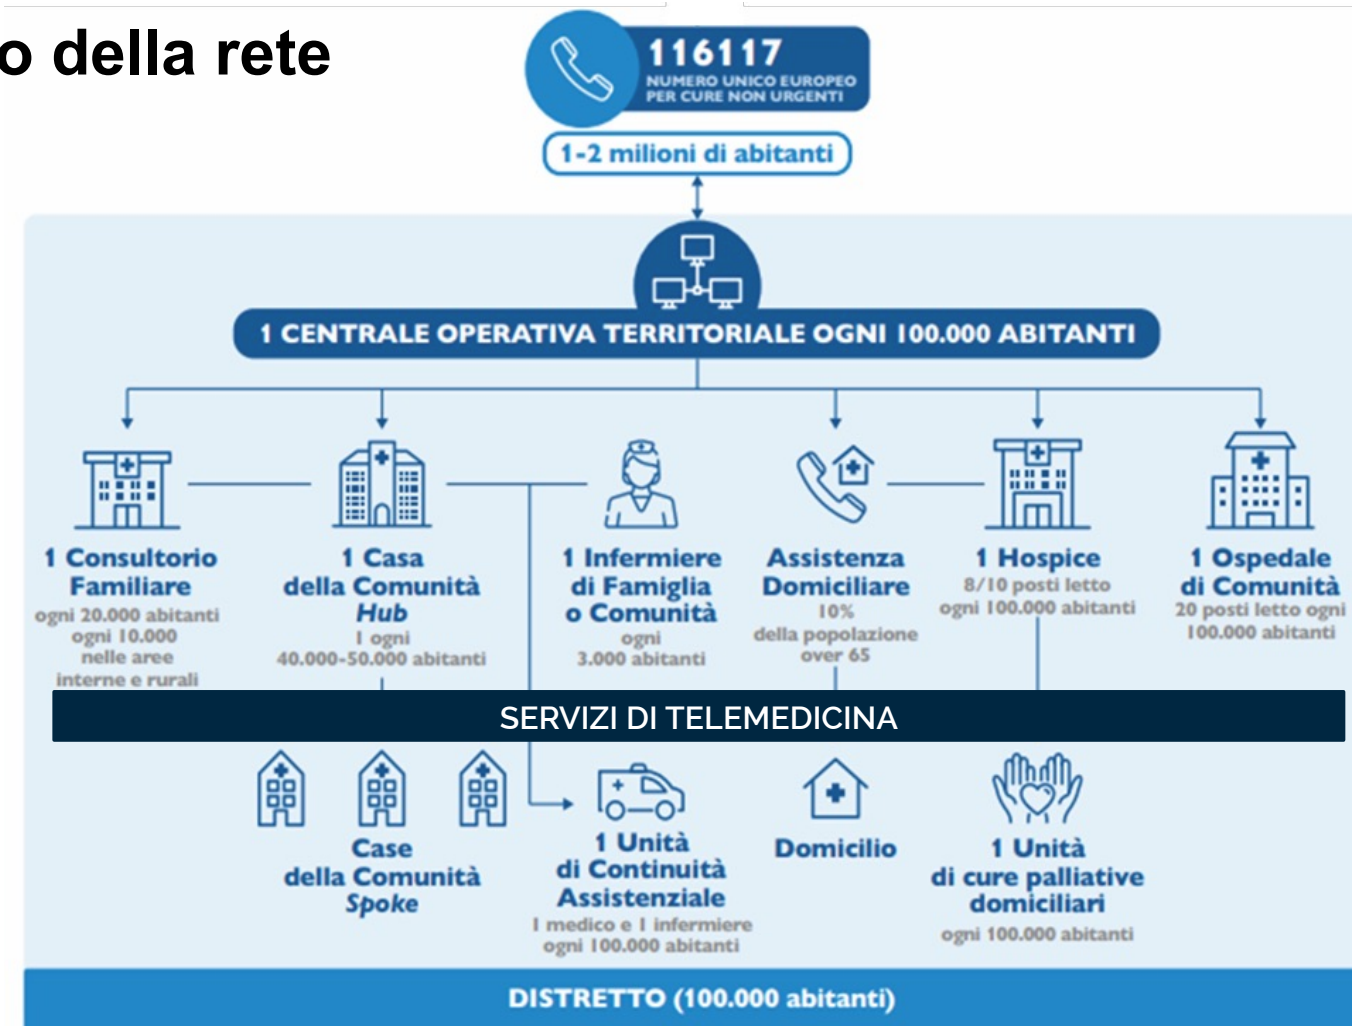 o della rete
116117
NUMERO UNICO EUROPEO
PER CURE NON URGENTI
1-2 milioni di abitanti
1 CENTRALE OPERATIVA TERRITORIALE OGNI 100.000 ABITANTI
1 Consultorio
Familiare
ogni 20.000 abitanti
ogni 10.000
nelle aree
interne e rurali
1 Casa
della Comunità
Hub
1 ogni
40.000-50.000 abitanti
1 Infermiere
di Famiglia
o Comunità
ogni
3.000 abitanti
Assistenza
Domiciliare
10%
della popolazione
over 65
1 Hospice
8/10 posti letto
ogni 100.000 abitanti
1 Ospedale
di Comunità
20 posti letto ogni
100.000 abitanti
SERVIZI DI TELEMEDICINA
Case
della Comunità
Spoke
1 Unità
di Continuità
Assistenziale
1 medico e 1 infermiere
ogni 100.000 abitanti
Domicilio
1 Unità
di cure palliative
domiciliari
ogni 100.000 abitanti
DISTRETTO (100.000 abitanti)